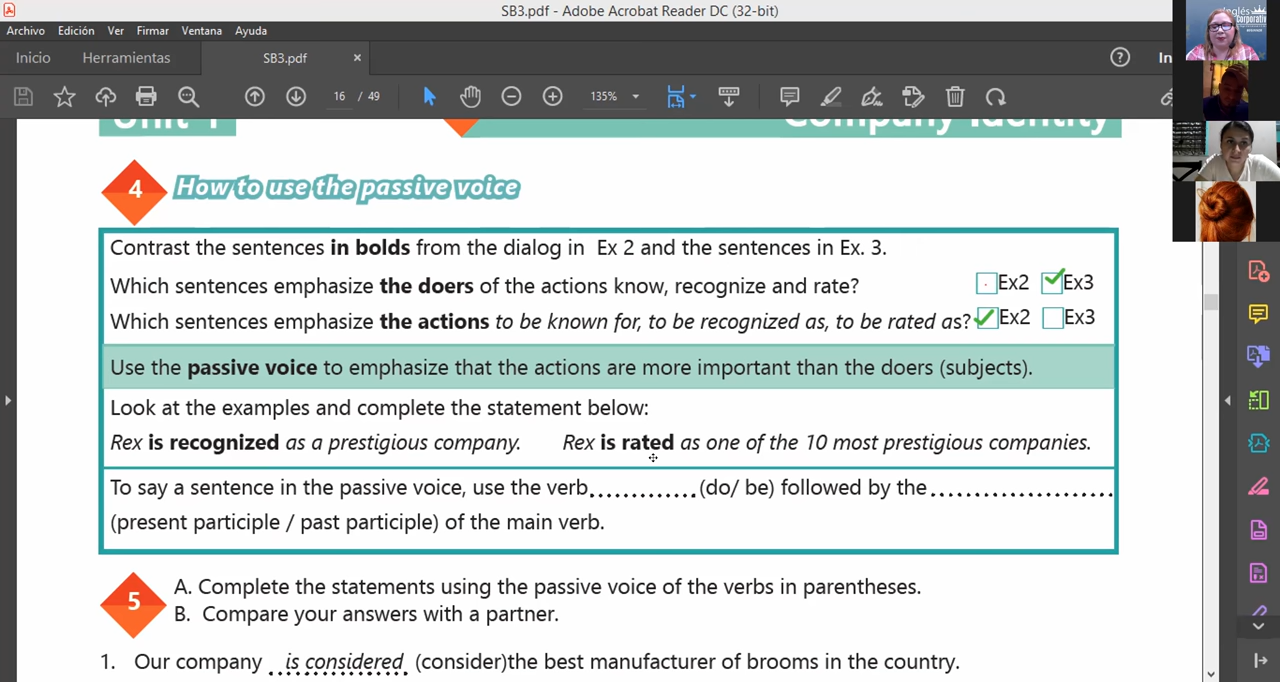 SB3.pdf - Adobe Acrobat Reader DC (32-bit)
Archivo Edición Ver Firmar Ventana Ayuda
Inicio Herramientas SB3.pdf × In
16 / 49 135%
Inglés
Corporativo
Unit 1 Company Identity
4 How to use the passive voice
Contrast the sentences in bolds from the dialog in Ex 2 and the sentences in Ex. 3.
Which sentences emphasize the doers of the actions know, recognize and rate? Ex2 Ex3
Which sentences emphasize the actions to be known for, to be recognized as, to be rated as? Ex2 Ex3
Use the passive voice to emphasize that the actions are more important than the doers (subjects).
Look at the examples and complete the statement below:
Rex is recognized as a prestigious company. Rex is rated as one of the 10 most prestigious companies.
To say a sentence in the passive voice, use the verb............(do/ be) followed by the .....................
(present participle / past participle) of the main verb.
5 A. Complete the statements using the passive voice of the verbs in parentheses.
B. Compare your answers with a partner.
1. Our company is considered (consider)the best manufacturer of brooms in the country.